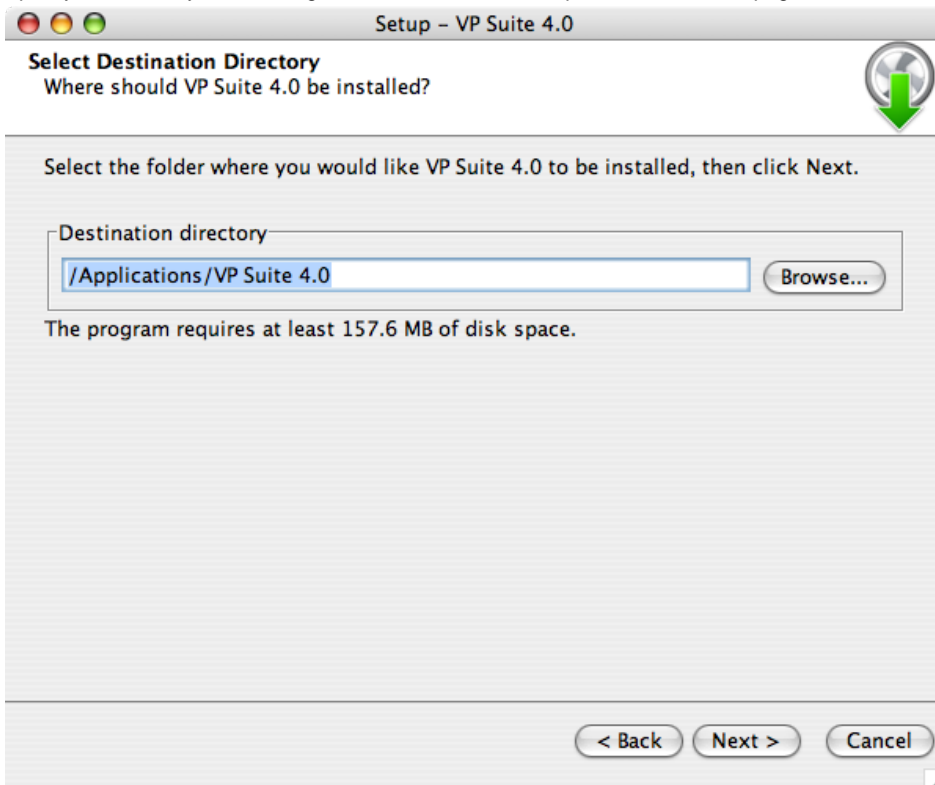 Setup – VP Suite 4.0
Select Destination Directory
Where should VP Suite 4.0 be installed?
Select the folder where you would like VP Suite 4.0 to be installed, then click Next.
Destination directory
/Applications/VP Suite 4.0
Browse...
The program requires at least 157.6 MB of disk space.
< Back Next > Cancel